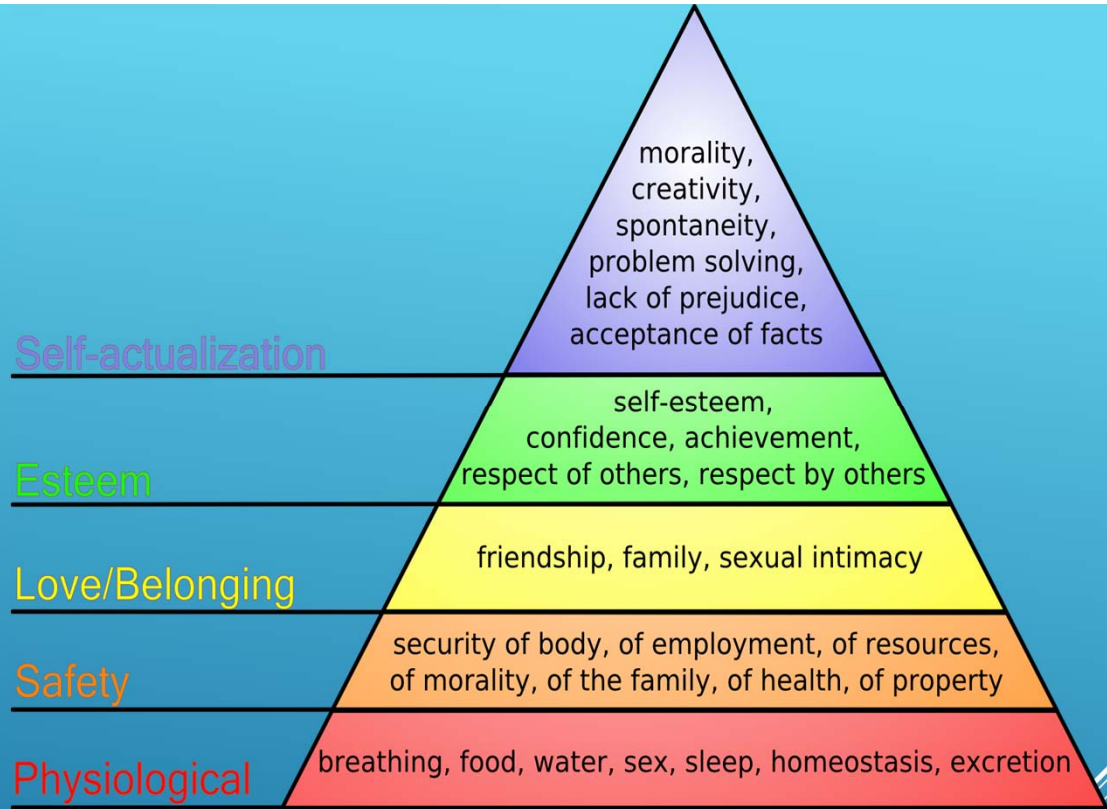 morality,
creativity,
spontaneity,
problem solving,
lack of prejudice,
acceptance of facts
Self-actualization
self-esteem,
confidence, achievement,
respect of others, respect by others
Esteem
friendship, family, sexual intimacy
Love/Belonging
security of body, of employment, of resources,
of morality, of the family, of health, of property
Safety
breathing, food, water, sex, sleep, homeostasis, excretion
Physiological